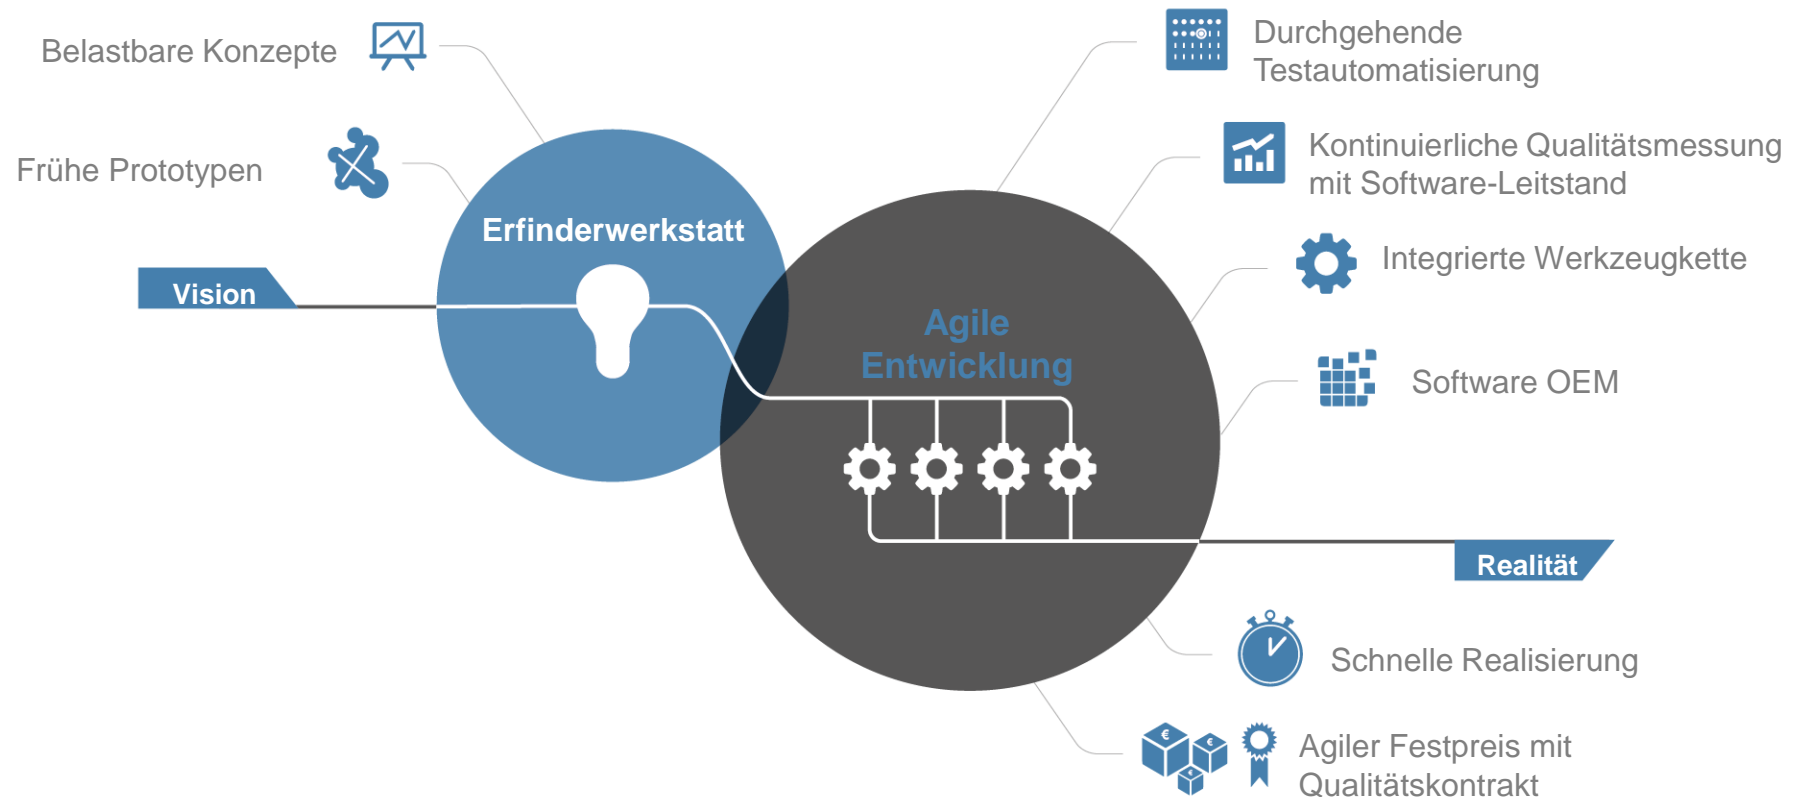 Belastbare Konzepte
Frühe Prototypen
Vision
Erfinderwerkstatt
Agile
Entwicklung
Durchgehende
Testautomatisierung
Kontinuierliche Qualitätsmessung
mit Software-Leitstand
Integrierte Werkzeugkette
Software OEM
Realität
Schnelle Realisierung
€
€
€
Agiler Festpreis mit
Qualitätskontrakt